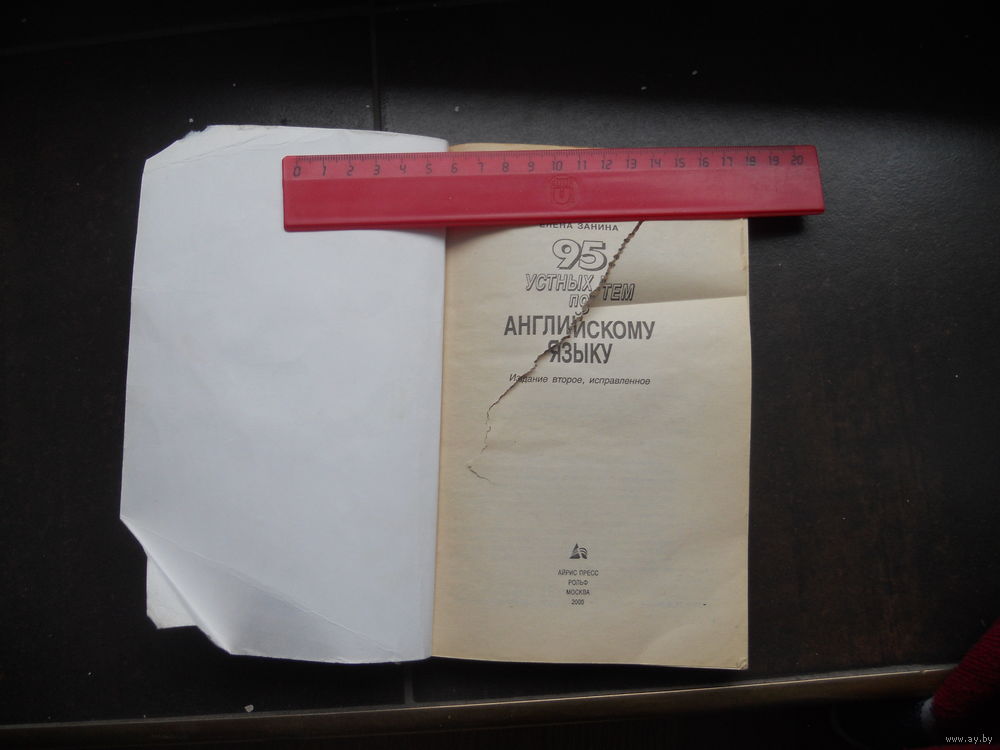 0 1 2 3 4 5 6 7 8 9 10 11 12 13 14 15 16 17 18 19 20
ЕЛЕНА ЗАНИНА
95
УСТНЫХ ТЕМ
ПО
АНГЛИЙСКОМУ
ЯЗЫКУ
Издание второе, исправленное
АЙРИС ПРЕСС
РОЛЬФ
МОСКВА
2000
www.ay.by